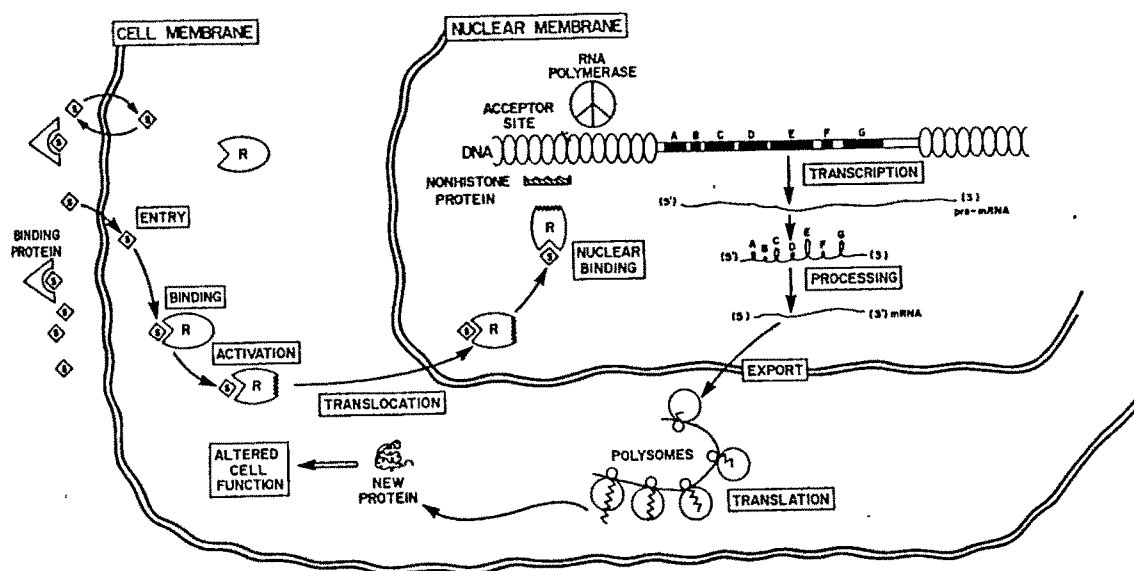 CELL MEMBRANE
NUCLEAR MEMBRANE
RNA
POLYMERASE
ACCEPTOR
SITE
DNA
A B C D E F G
S
S
S
R
NONHISTONE
PROTEIN
TRANSCRIPTION
(5') (3')
pre-mRNA
S
ENTRY
S
BINDING
PROTEIN
S
S
S
S
R
S
NUCLEAR
BINDING
A B C D E F G
(5') (3)
PROCESSING
BINDING
S R
S R
(5) (3') mRNA
ACTIVATION
S R
TRANSLOCATION
EXPORT
POLYSOMES
TRANSLATION
ALTERED
CELL
FUNCTION
NEW
PROTEIN